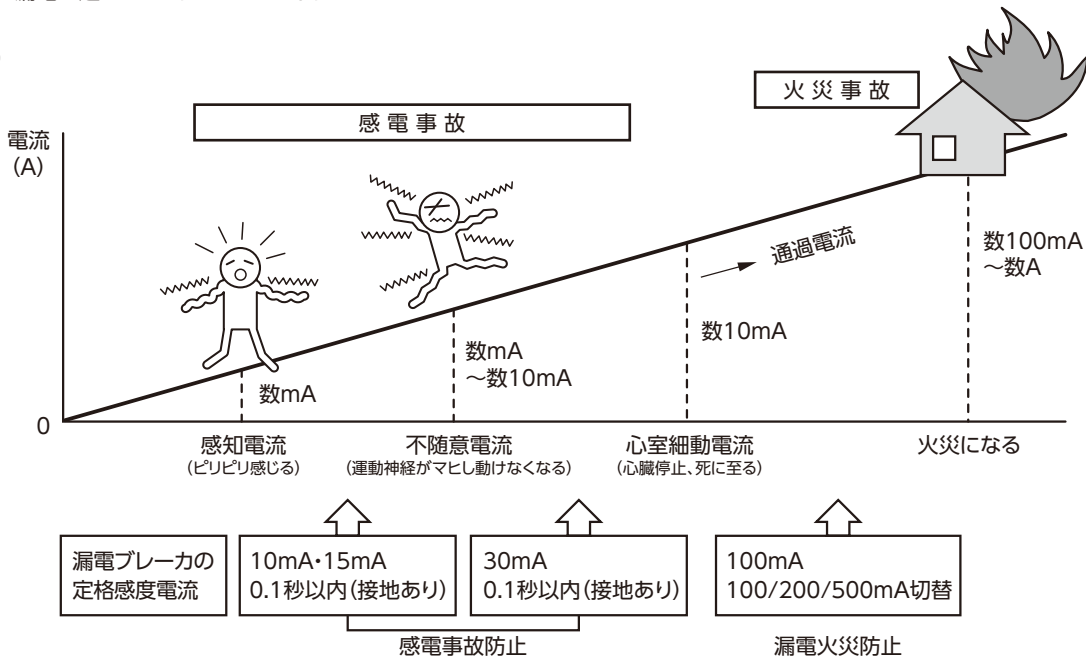 火災事故
感電事故
電流
(A)
通過電流
数100mA
～数A
数10mA
数mA
～数10mA
数mA
0
感知電流
(ピリピリ感じる)
不随意電流
(運動神経がマヒし動けなくなる)
心室細動電流
(心臓停止、死に至る)
火災になる
漏電ブレーカの
定格感度電流
10mA・15mA
0.1秒以内(接地あり)
30mA
0.1秒以内(接地あり)
100mA
100/200/500mA切替
感電事故防止
漏電火災防止